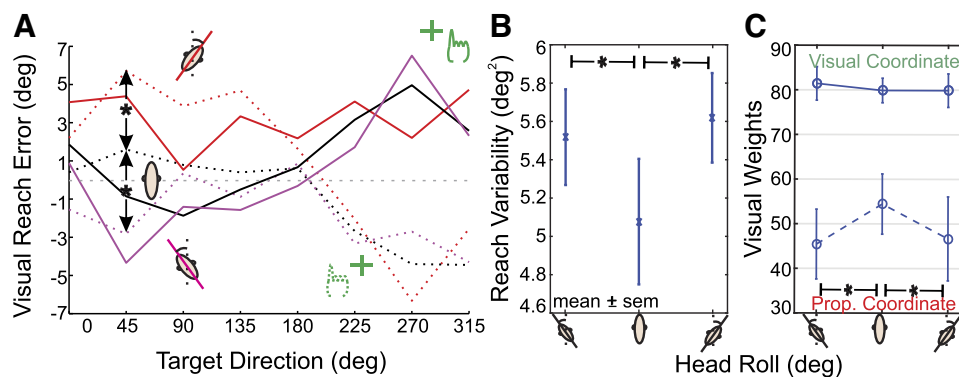 A
Visual Reach Error (deg)
7
5
3
1
-1
-3
-5
-7
*
*
0 45 90 135 180 225 270 315
Target Direction (deg)
B
Reach Variability (deg²)
6
5.8
5.6
5.4
5.2
5
4.8
4.6
* *
mean ± sem
C
Visual Weights
90
80
70
60
50
40
30
Visual Coordinate
* *
Prop. Coordinate
Head Roll (deg)